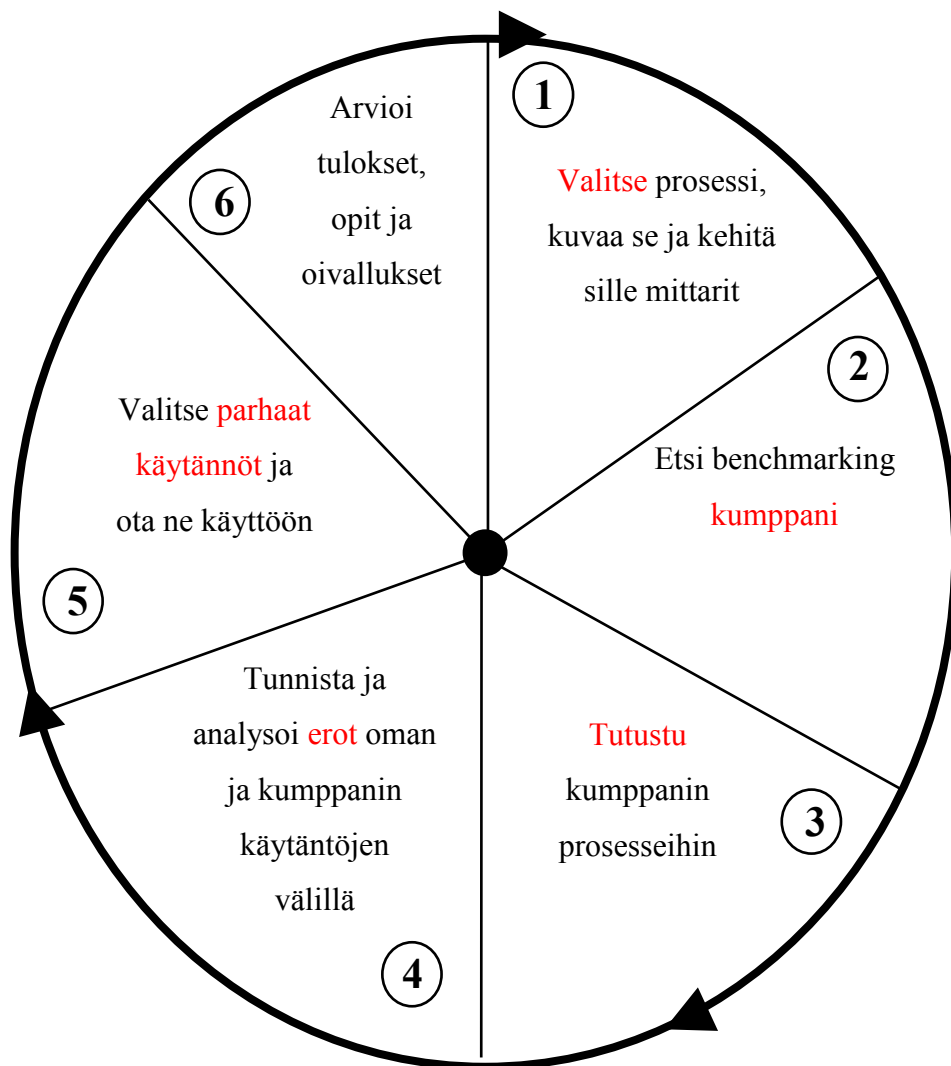 1
Valitse prosessi,
kuvaa se ja kehitä
sille mittarit
2
Etsi benchmarking
kumppani
3
Tutustu
kumppanin
prosesseihin
4
Tunnista ja
analysoi erot oman
ja kumppanin
käytäntöjen
välillä
5
Valitse parhaat
käytännöt ja
ota ne käyttöön
6
Arvioi
tulokset,
opit ja
oivallukset